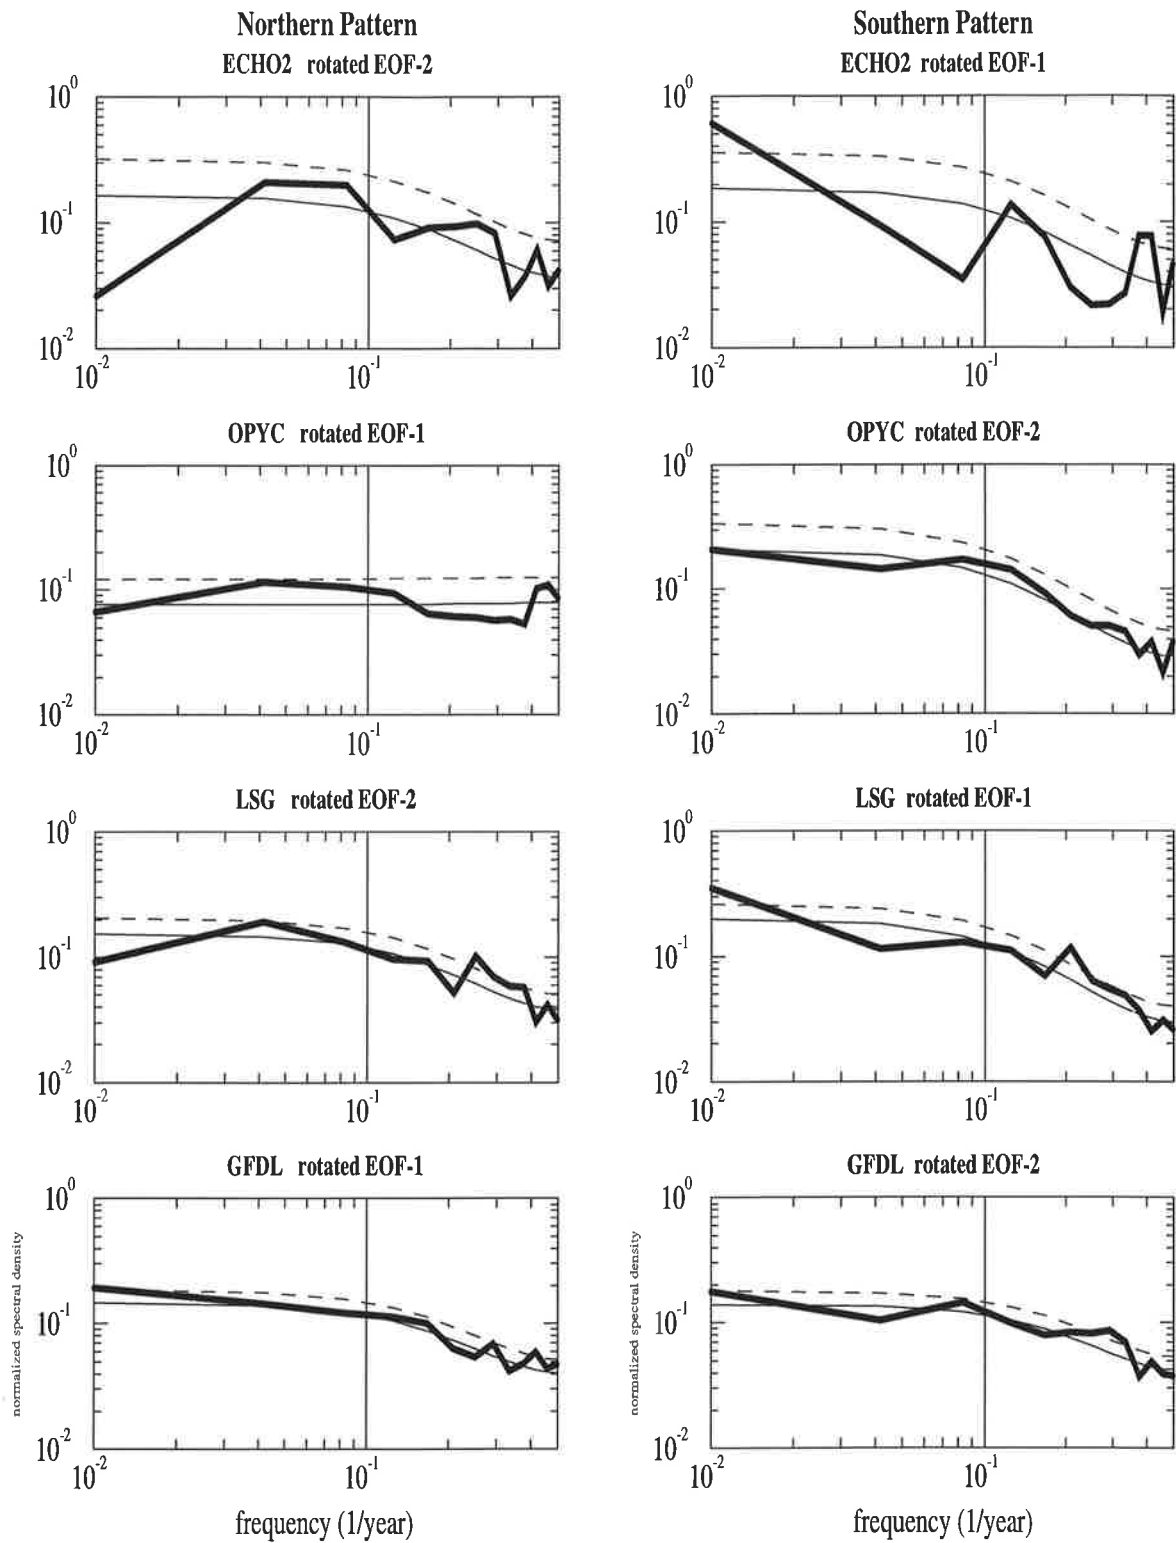 Northern Pattern
Southern Pattern
ECHO2 rotated EOF-2
ECHO2 rotated EOF-1
10^0
10^-1
10^-2
10^-2
10^-1
10^0
10^-1
10^-2
10^-2
10^-1
OPYC rotated EOF-1
OPYC rotated EOF-2
10^0
10^-1
10^-2
10^-2
10^-1
10^0
10^-1
10^-2
10^-2
10^-1
LSG rotated EOF-2
LSG rotated EOF-1
10^0
10^-1
10^-2
10^-2
10^-1
10^0
10^-1
10^-2
10^-2
10^-1
GFDL rotated EOF-1
GFDL rotated EOF-2
normalized spectral density
10^0
10^-1
10^-2
10^-2
10^-1
normalized spectral density
10^0
10^-1
10^-2
10^-2
10^-1
frequency (1/year)
frequency (1/year)